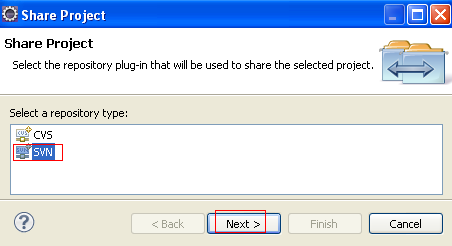 Share Project
Share Project
Select the repository plug-in that will be used to share the selected project.
Select a repository type:
CVS
SVN
< Back
Next >
Finish
Cancel